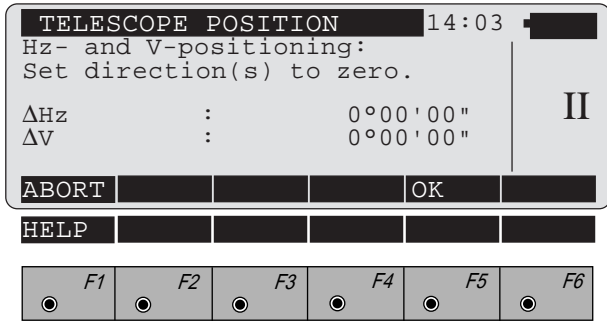 TELESCOPE POSITION 14:03
Hz- and V-positioning:
Set direction(s) to zero.
ΔHz : 0°00'00"
ΔV : 0°00'00"
II
ABORT OK
HELP
F1 F2 F3 F4 F5 F6